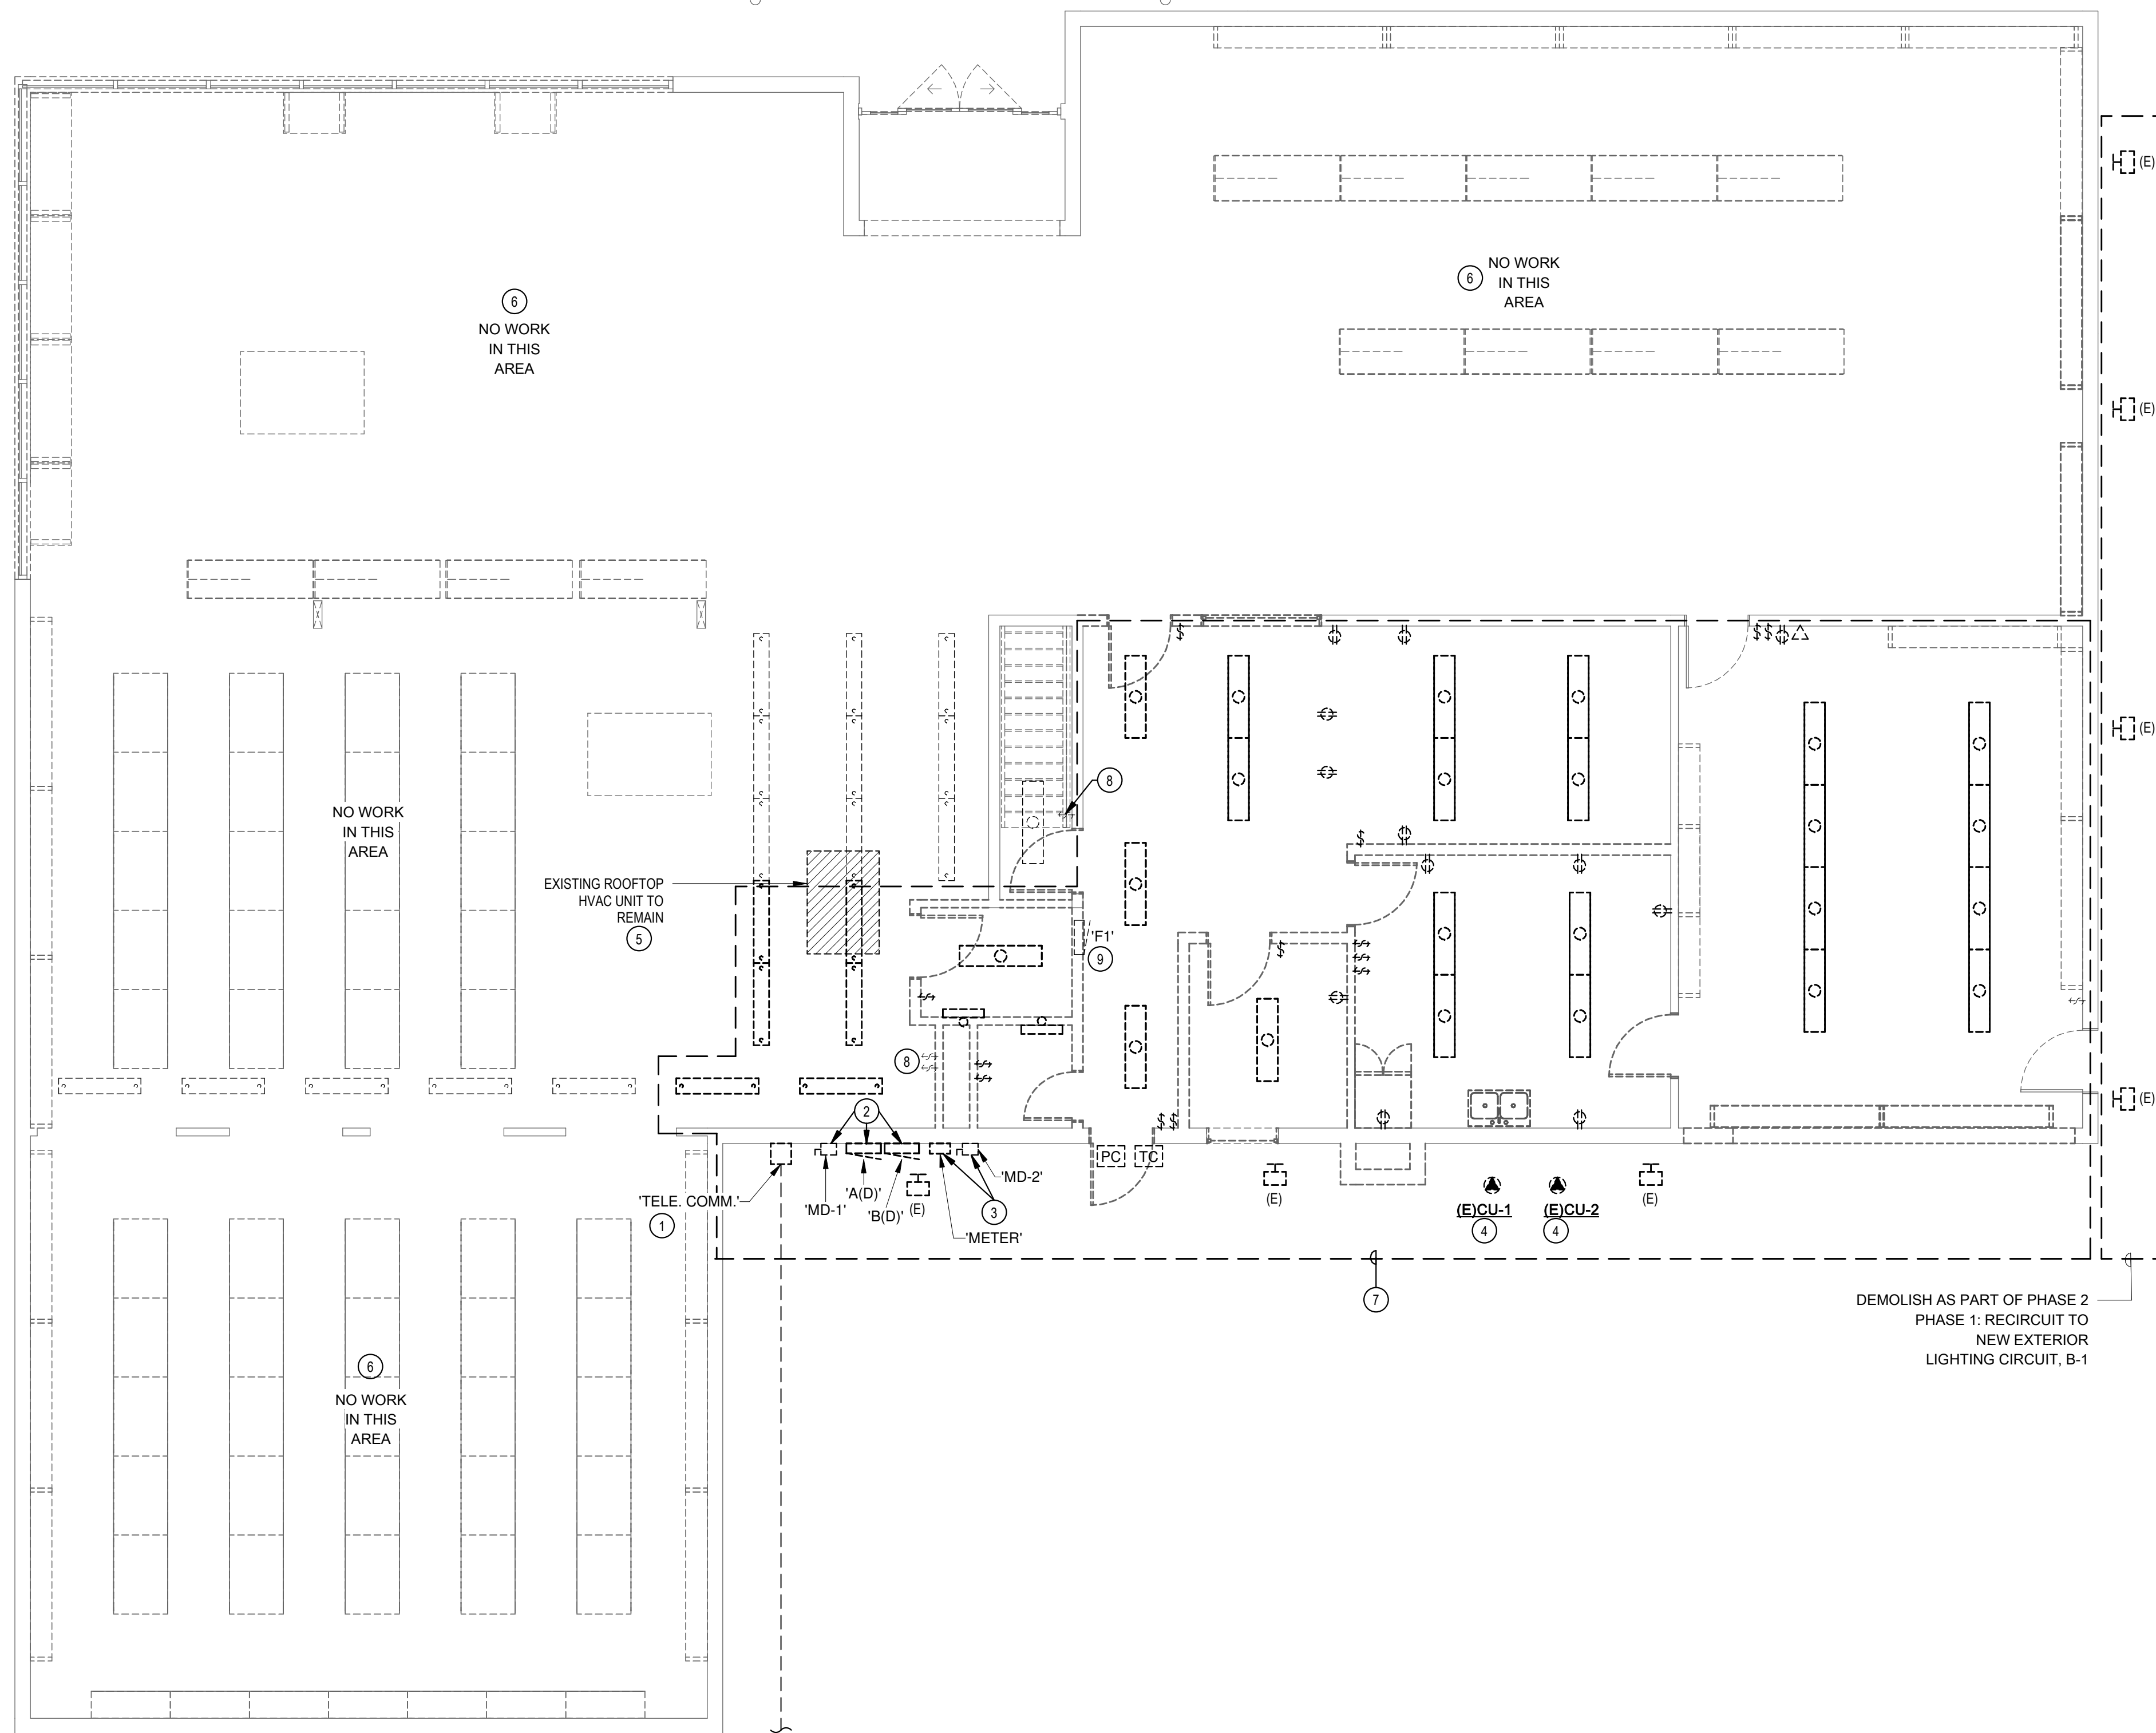 (E)
6
NO WORK
IN THIS
AREA
6
NO WORK
IN THIS
AREA
(E)
(E)
8
NO WORK
IN THIS
AREA
EXISTING ROOFTOP
HVAC UNIT TO
REMAIN
5
'F1'
9
8
2
(E)
PC
TC
'TELE. COMM.'
1
'MD-1'
'A(D)'
'B(D)'
(E)
'MD-2'
3
'METER'
(E)
(E)CU-1
4
(E)CU-2
4
(E)
7
DEMOLISH AS PART OF PHASE 2
PHASE 1: RECIRCUIT TO
NEW EXTERIOR
LIGHTING CIRCUIT, B-1
6
NO WORK
IN THIS
AREA